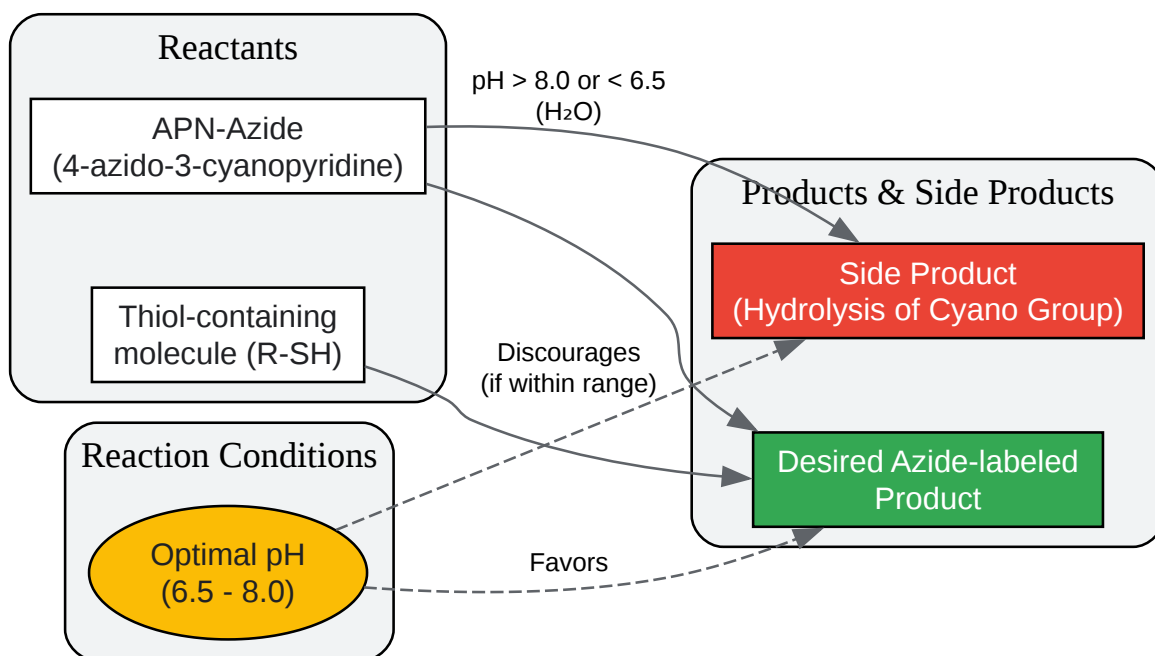 Reactants
APN-Azide
(4-azido-3-cyanopyridine)
Thiol-containing
molecule (R-SH)
Reaction Conditions
Optimal pH
(6.5 - 8.0)
pH > 8.0 or < 6.5
(H₂O)
Discourages
(if within range)
Favors
Products & Side Products
Side Product
(Hydrolysis of Cyano Group)
Desired Azide-labeled
Product